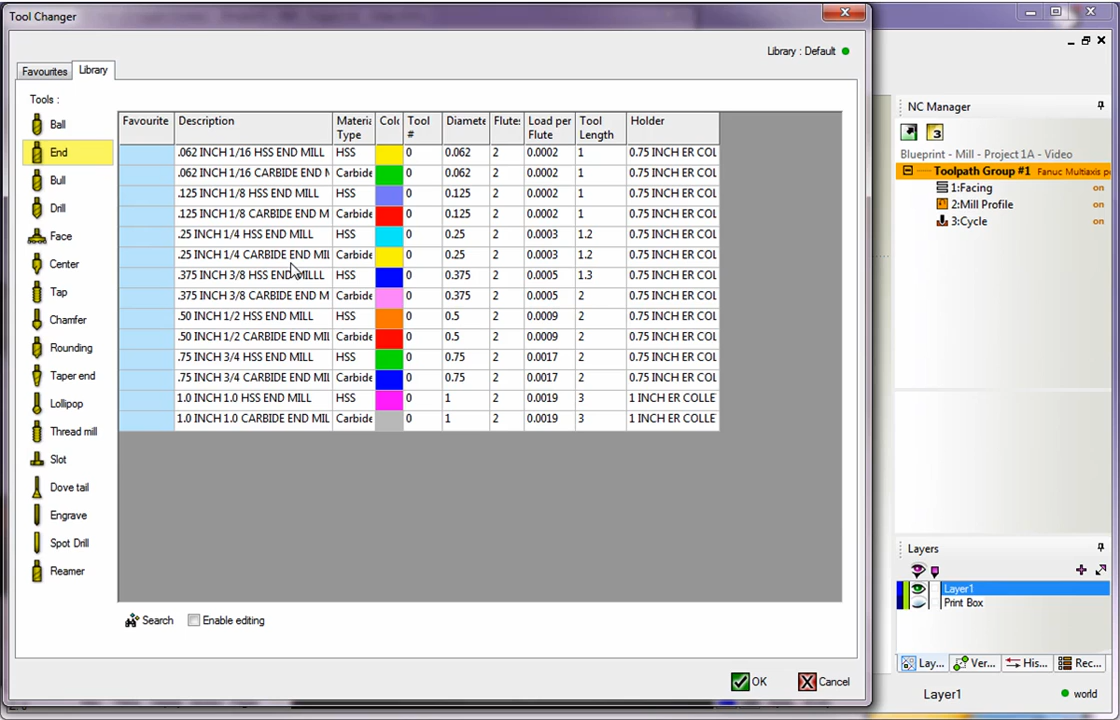 Tool Changer
Library : Default
Favourites Library
Tools :
Ball
End
Bull
Drill
Face
Center
Tap
Chamfer
Rounding
Taper end
Lollipop
Thread mill
Slot
Dove tail
Engrave
Spot Drill
Reamer
Favourite Description Materia Type Colo Tool # Diamete Flutes Load per Flute Tool Length Holder
.062 INCH 1/16 HSS END MILL HSS 0 0.062 2 0.0002 1 0.75 INCH ER COL
.062 INCH 1/16 CARBIDE END M Carbide 0 0.062 2 0.0002 1 0.75 INCH ER COL
.125 INCH 1/8 HSS END MILL HSS 0 0.125 2 0.0002 1 0.75 INCH ER COL
.125 INCH 1/8 CARBIDE END M Carbide 0 0.125 2 0.0002 1 0.75 INCH ER COL
.25 INCH 1/4 HSS END MILL HSS 0 0.25 2 0.0003 1.2 0.75 INCH ER COL
.25 INCH 1/4 CARBIDE END MIL Carbide 0 0.25 2 0.0003 1.2 0.75 INCH ER COL
.375 INCH 3/8 HSS END MILLL HSS 0 0.375 2 0.0005 1.3 0.75 INCH ER COL
.375 INCH 3/8 CARBIDE END M Carbide 0 0.375 2 0.0005 2 0.75 INCH ER COL
.50 INCH 1/2 HSS END MILL HSS 0 0.5 2 0.0009 2 0.75 INCH ER COL
.50 INCH 1/2 CARBIDE END MIL Carbide 0 0.5 2 0.0009 2 0.75 INCH ER COL
.75 INCH 3/4 HSS END MILL HSS 0 0.75 2 0.0017 2 0.75 INCH ER COL
.75 INCH 3/4 CARBIDE END MIL Carbide 0 0.75 2 0.0017 2 0.75 INCH ER COL
1.0 INCH 1.0 HSS END MILL HSS 0 1 2 0.0019 3 1 INCH ER COLLE
1.0 INCH 1.0 CARBIDE END MIL Carbide 0 1 2 0.0019 3 1 INCH ER COLLE
Search Enable editing
OK Cancel
NC Manager
3
Blueprint - Mill - Project 1A - Video
Toolpath Group #1 Fanuc Multiaxis po
1:Facing on
2:Mill Profile on
3:Cycle on
Layers
Layer1
Print Box
Lay... Ver... His... Rec...
Layer1 world